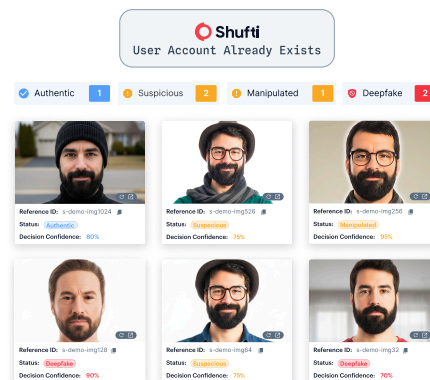 Shufti
User Account Already Exists
Authentic 1
Suspicious 2
Manipulated 1
Deepfake 2
Reference ID: s-demo-img1024
Status: Authentic
Decision Confidence: 80%
Reference ID: s-demo-img526
Status: Suspecious
Decision Confidence: 75%
Reference ID: s-demo-img256
Status: Manipulated
Decision Confidence: 95%
Reference ID: s-demo-img128
Status: Deepfake
Decision Confidence: 90%
Reference ID: s-demo-img64
Status: Suspecious
Decision Confidence: 75%
Reference ID: s-demo-img32
Status: Deepfake
Decision Confidence: 70%